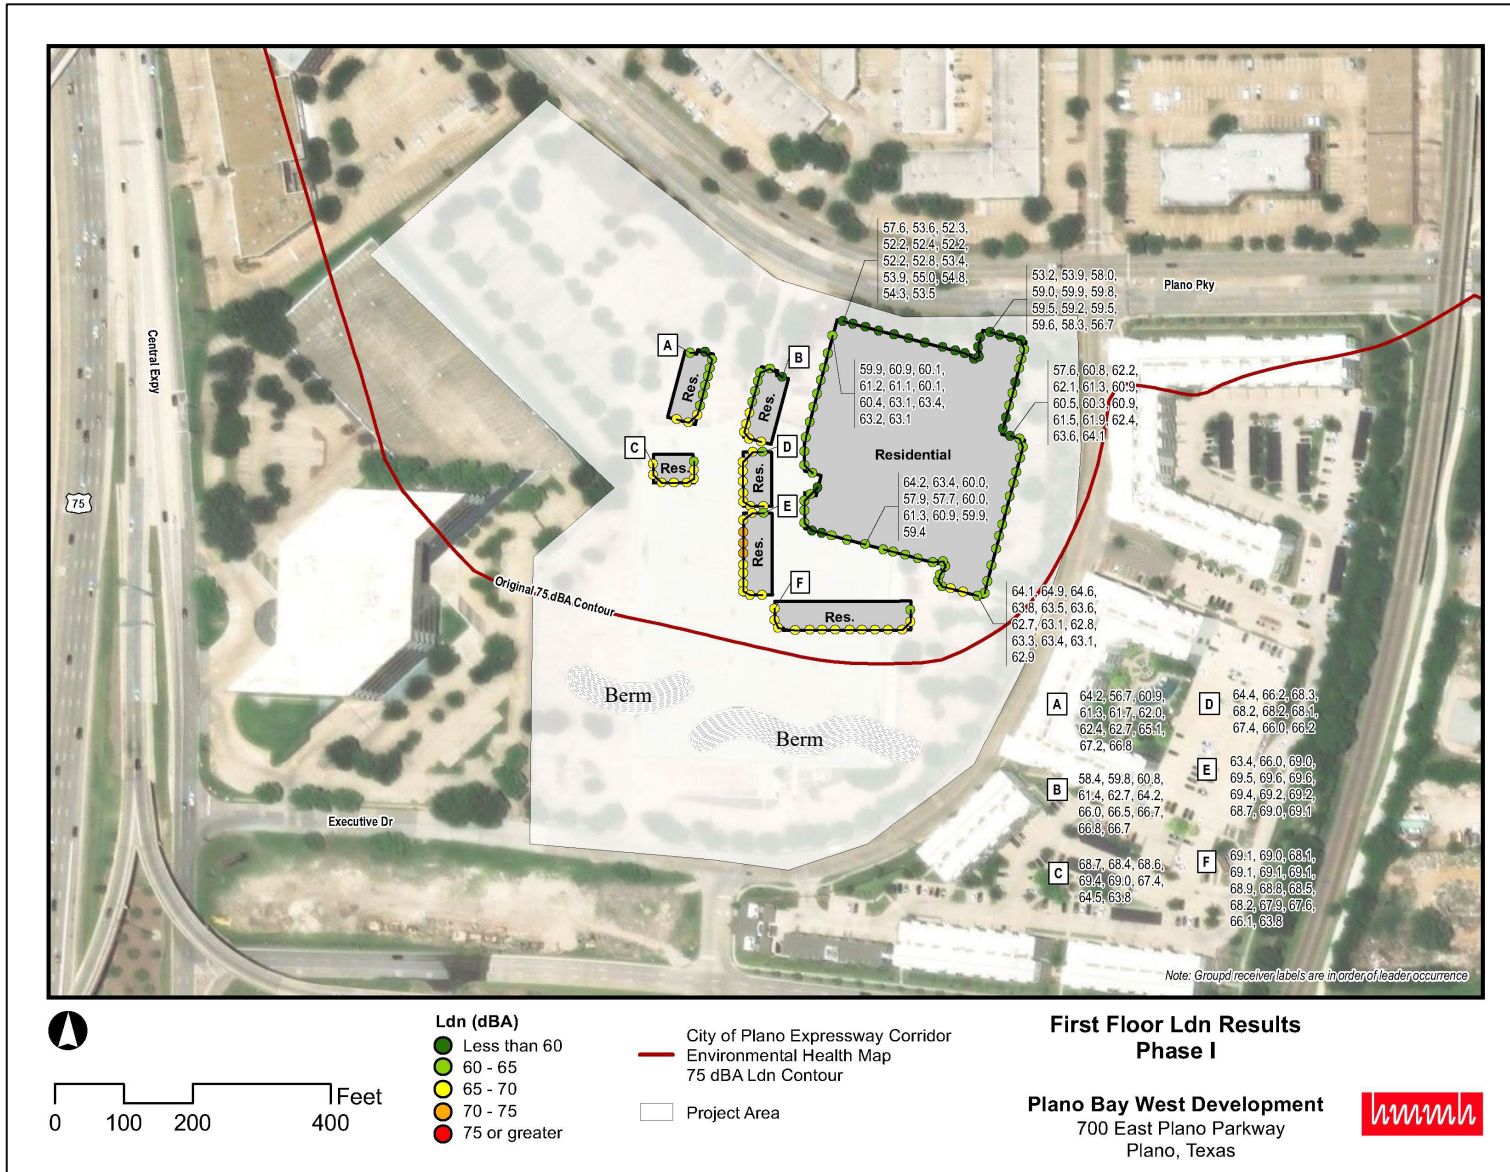 57.6, 53.6, 52.3,
52.2, 52.4, 52.2,
52.2, 52.8, 53.4,
53.9, 55.0, 54.8,
54.3, 53.5
53.2, 53.9, 58.0,
59.0, 59.9, 59.8,
59.5, 59.2, 59.5,
59.6, 58.3, 56.7
Plano Pky
Central Expy
75
A
B
Res.
Res.
59.9, 60.9, 60.1,
61.2, 61.1, 60.1,
60.4, 63.1, 63.4,
63.2, 63.1
57.6, 60.8, 62.2,
62.1, 61.3, 60.9,
60.5, 60.3, 60.9,
61.5, 61.9, 62.4,
63.6, 64.1
C
D
Res.
Res.
Residential
E
Res.
64.2, 63.4, 60.0,
57.9, 57.7, 60.0,
61.3, 60.9, 59.9,
59.4
Original 75 dBA Contour
F
Res.
64.1, 64.9, 64.6,
63.8, 63.5, 63.6,
62.7, 63.1, 62.8,
63.3, 63.4, 63.1,
62.9
Berm
Berm
Executive Dr
A
64.2, 56.7, 60.9,
61.3, 61.7, 62.0,
62.4, 62.7, 65.1,
67.2, 66.8
B
58.4, 59.8, 60.8,
61.4, 62.7, 64.2,
66.0, 66.5, 66.7,
66.8, 66.7
C
68.7, 68.4, 68.6,
69.4, 69.0, 67.4,
64.5, 63.8
D
64.4, 66.2, 68.3,
68.2, 68.2, 68.1,
67.4, 66.0, 66.2
E
63.4, 66.0, 69.0,
69.5, 69.6, 69.6,
69.4, 69.2, 69.2,
68.7, 69.0, 69.1
F
69.1, 69.0, 68.1,
69.1, 69.1, 69.1,
68.9, 68.8, 68.5,
68.2, 67.9, 67.6,
66.1, 63.8
Note: Groupd receiver labels are in order of leader occurrence
0 100 200 400 Feet
Ldn (dBA)
Less than 60
60 - 65
65 - 70
70 - 75
75 or greater
City of Plano Expressway Corridor
Environmental Health Map
75 dBA Ldn Contour
Project Area
First Floor Ldn Results
Phase I
Plano Bay West Development
700 East Plano Parkway
Plano, Texas
hmmh